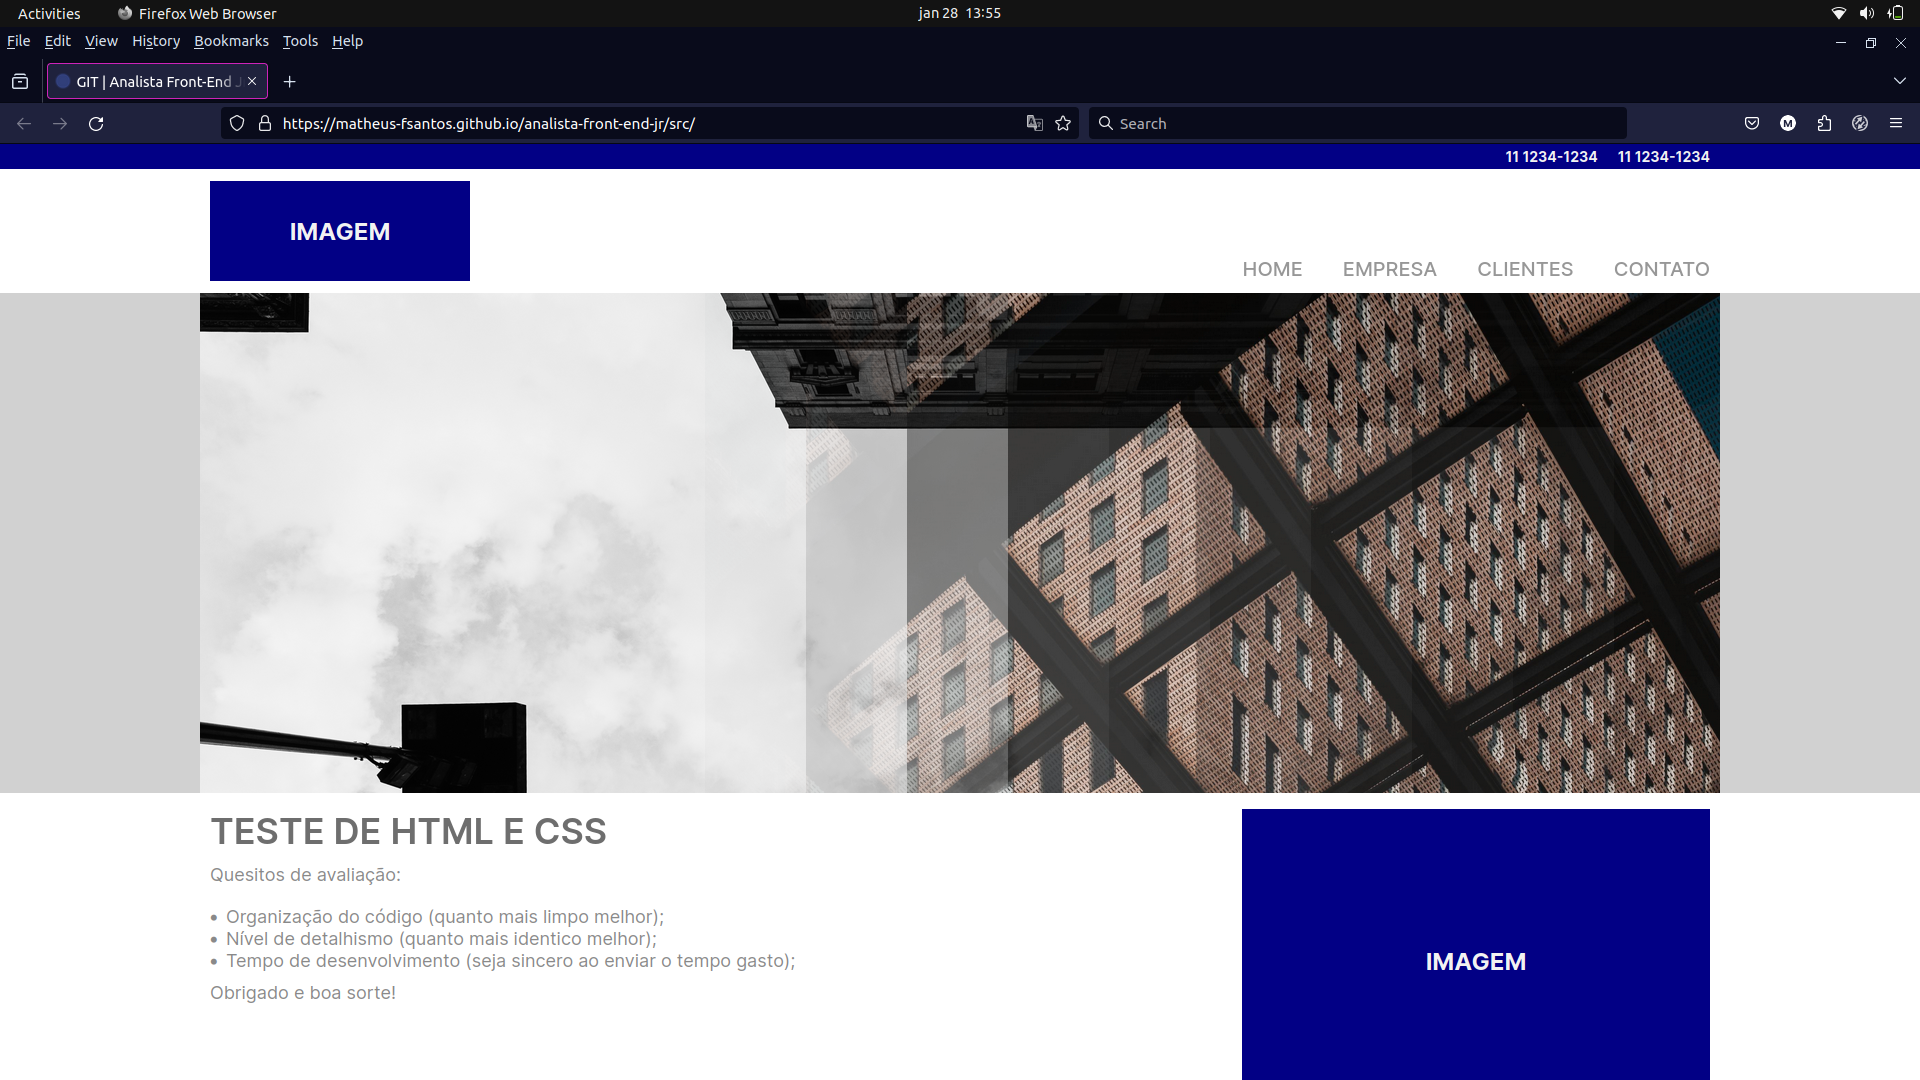 Activities Firefox Web Browser jan 28 13:55
File Edit View History Bookmarks Tools Help
GIT | Analista Front-End J
https://matheus-fsantos.github.io/analista-front-end-jr/src/ Search
11 1234-1234 11 1234-1234
IMAGEM
HOME EMPRESA CLIENTES CONTATO
TESTE DE HTML E CSS
Quesitos de avaliação:
• Organização do código (quanto mais limpo melhor);
• Nível de detalhismo (quanto mais identico melhor);
• Tempo de desenvolvimento (seja sincero ao enviar o tempo gasto);
Obrigado e boa sorte!
IMAGEM